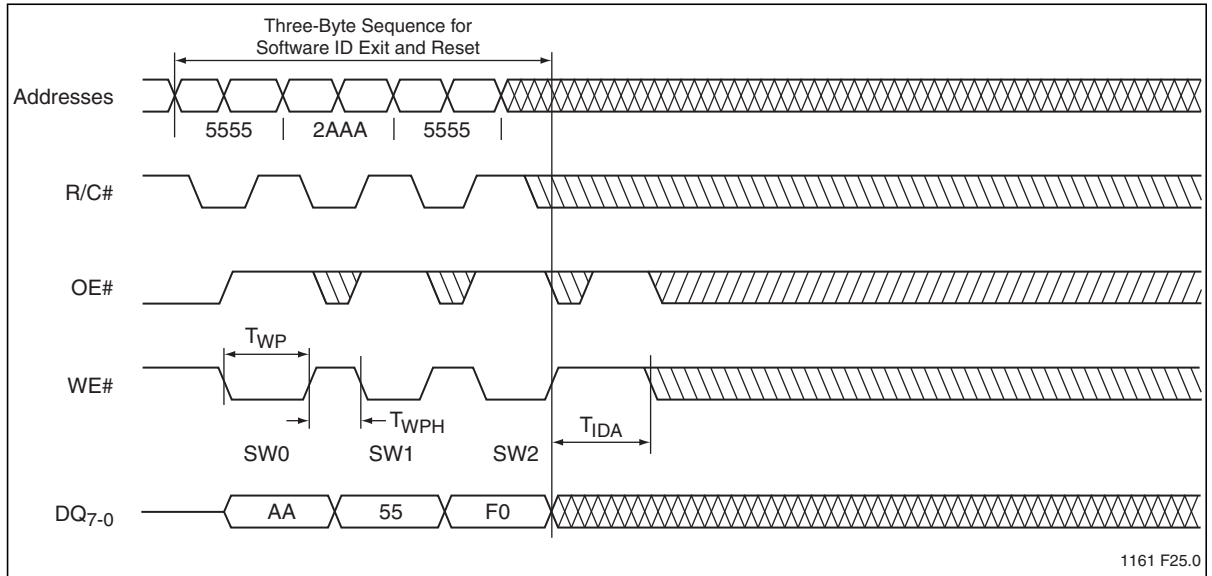 Three-Byte Sequence for
Software ID Exit and Reset
Addresses
5555 2AAA 5555
R/C#
OE#
TWP
WE#
TWPH
TIDA
SW0 SW1 SW2
DQ7-0
AA 55 F0
1161 F25.0